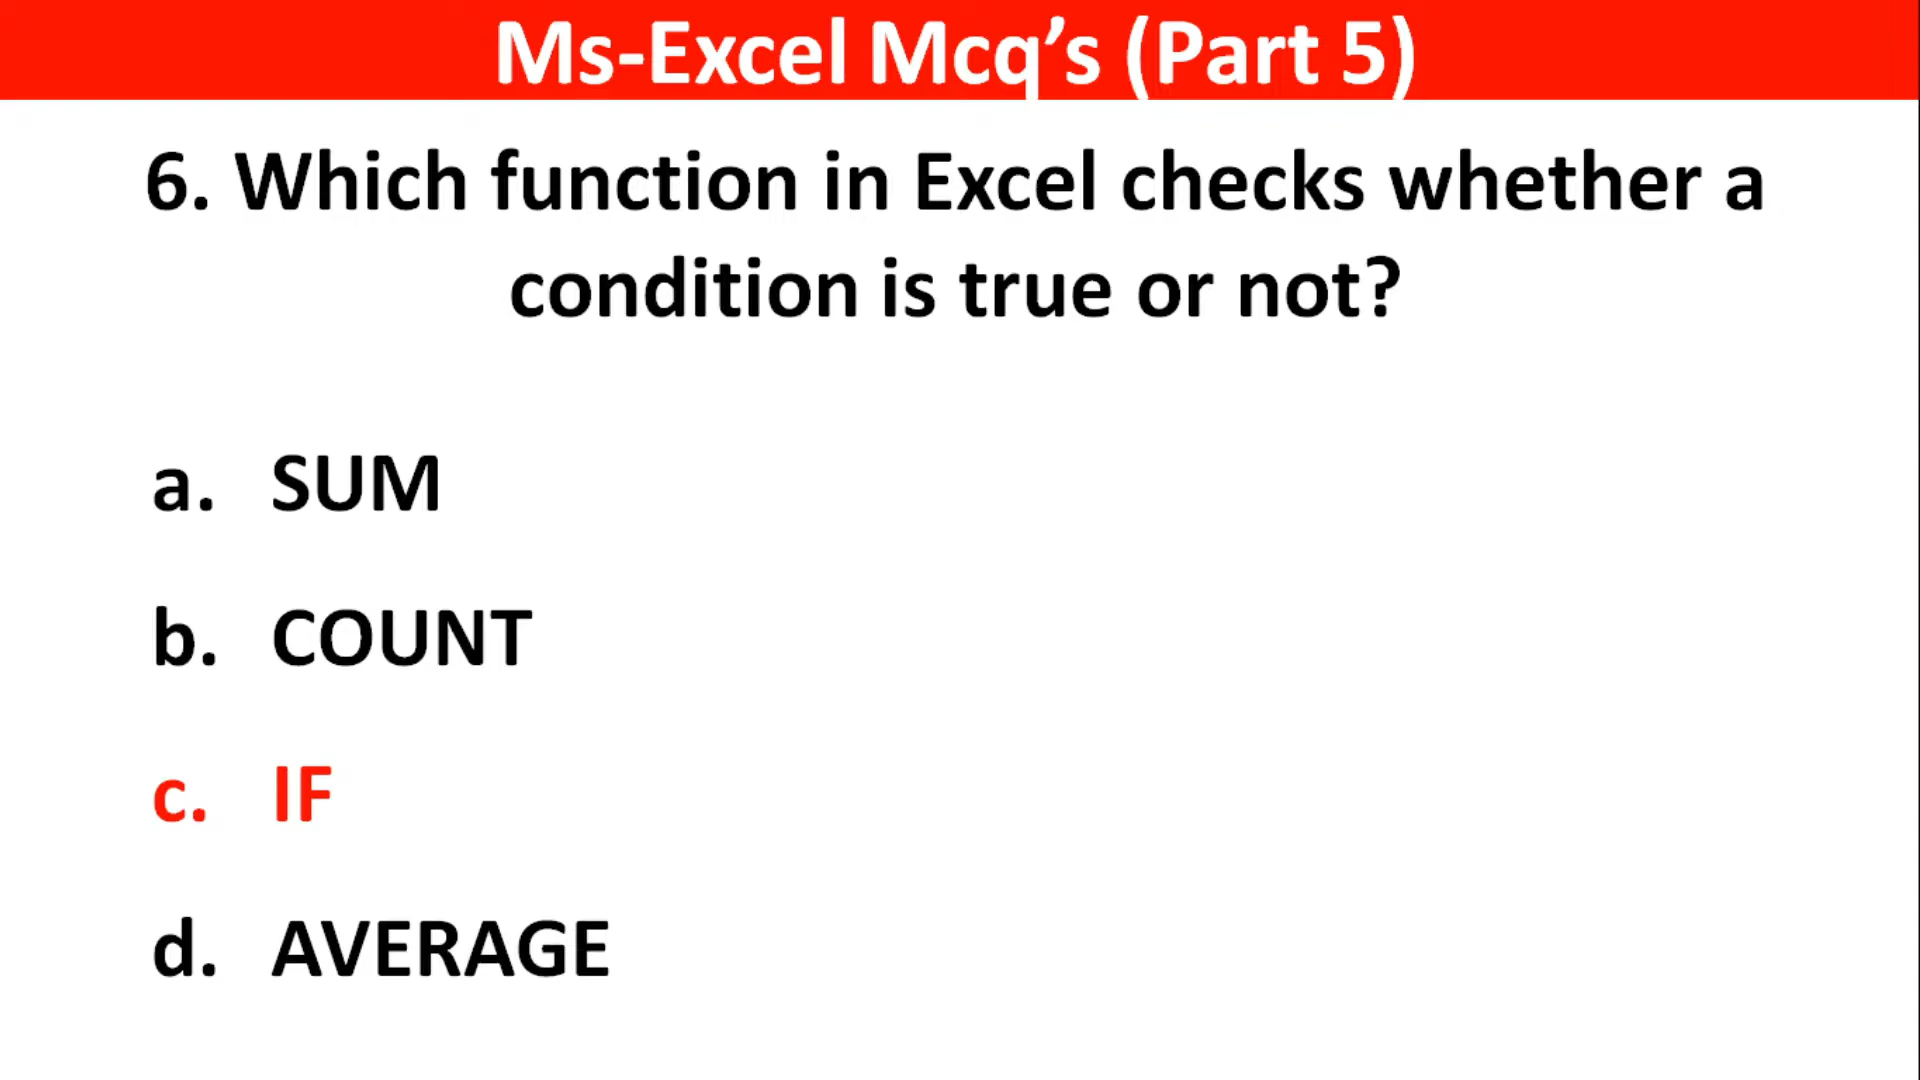 Ms-Excel Mcq’s (Part 5)
6. Which function in Excel checks whether a
condition is true or not?
a. SUM
b. COUNT
c. IF
d. AVERAGE